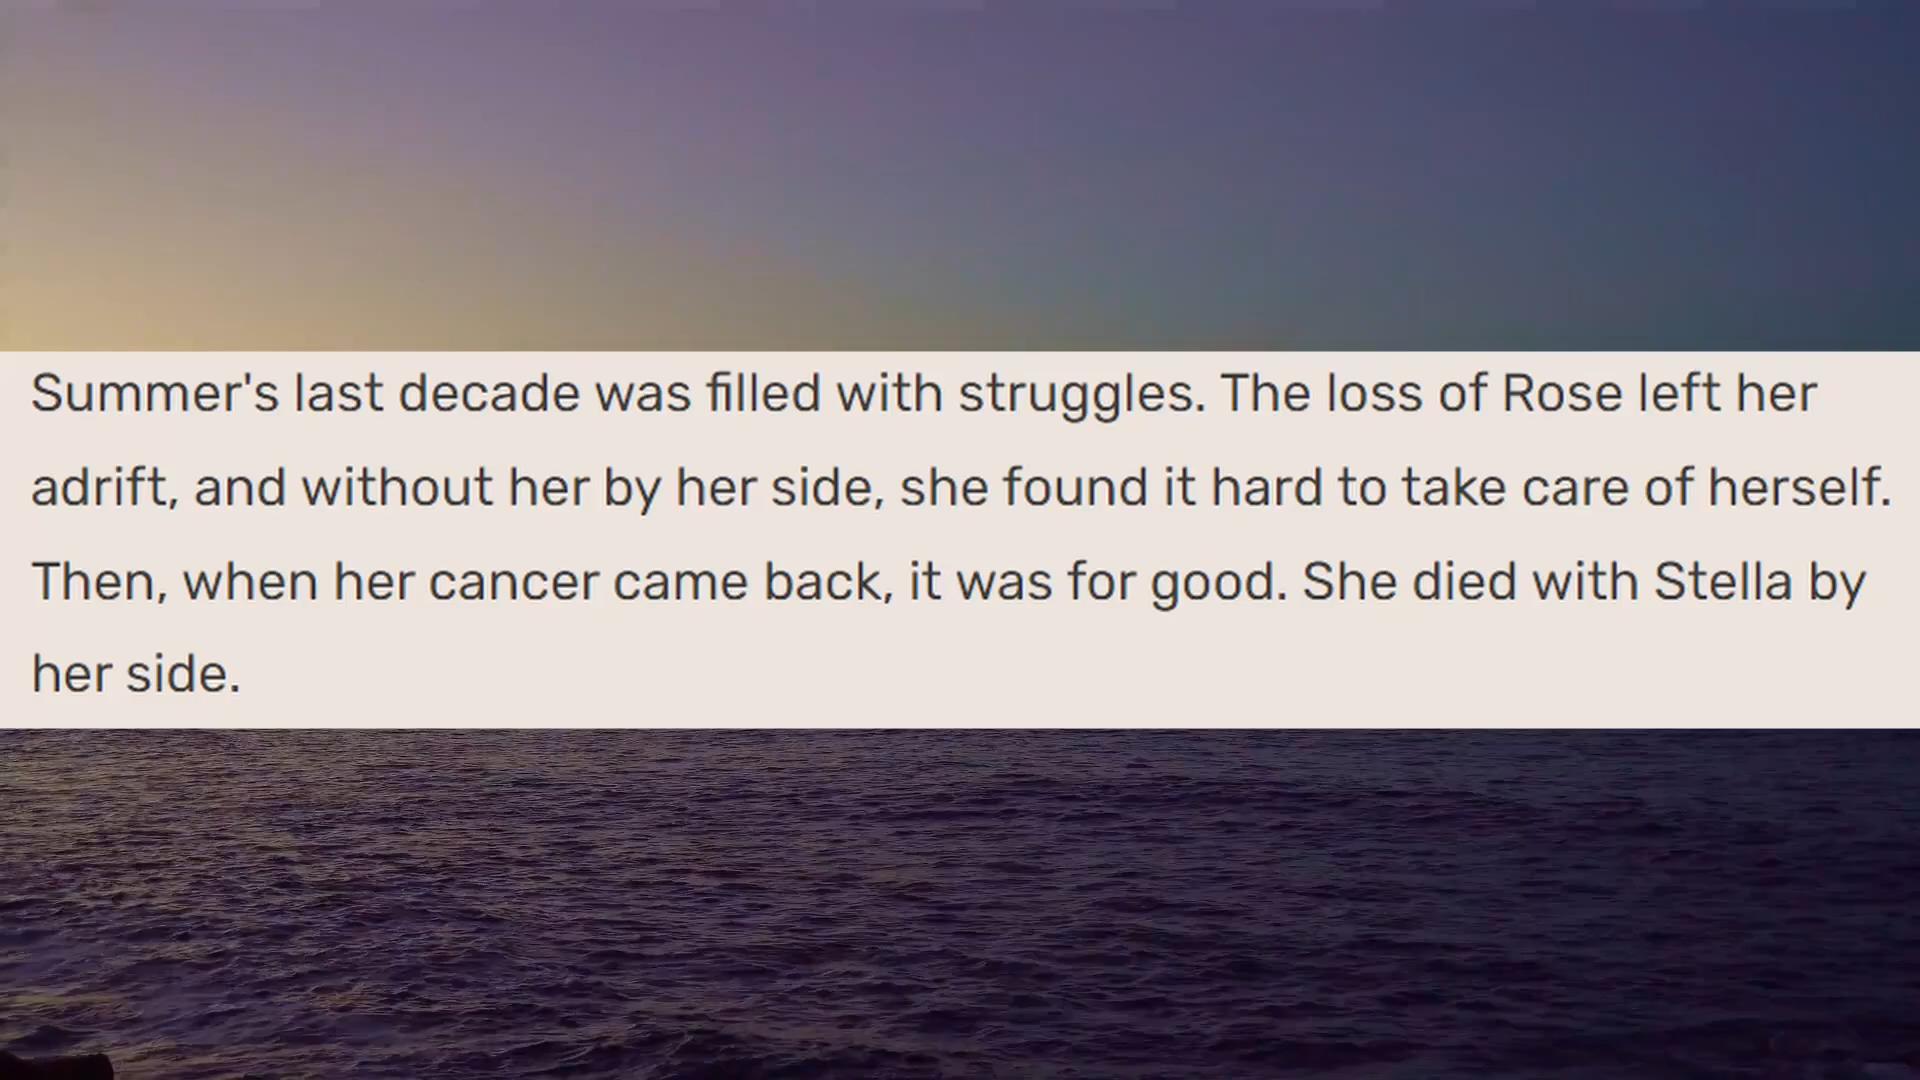 Summer's last decade was filled with struggles. The loss of Rose left her
adrift, and without her by her side, she found it hard to take care of herself.
Then, when her cancer came back, it was for good. She died with Stella by
her side.